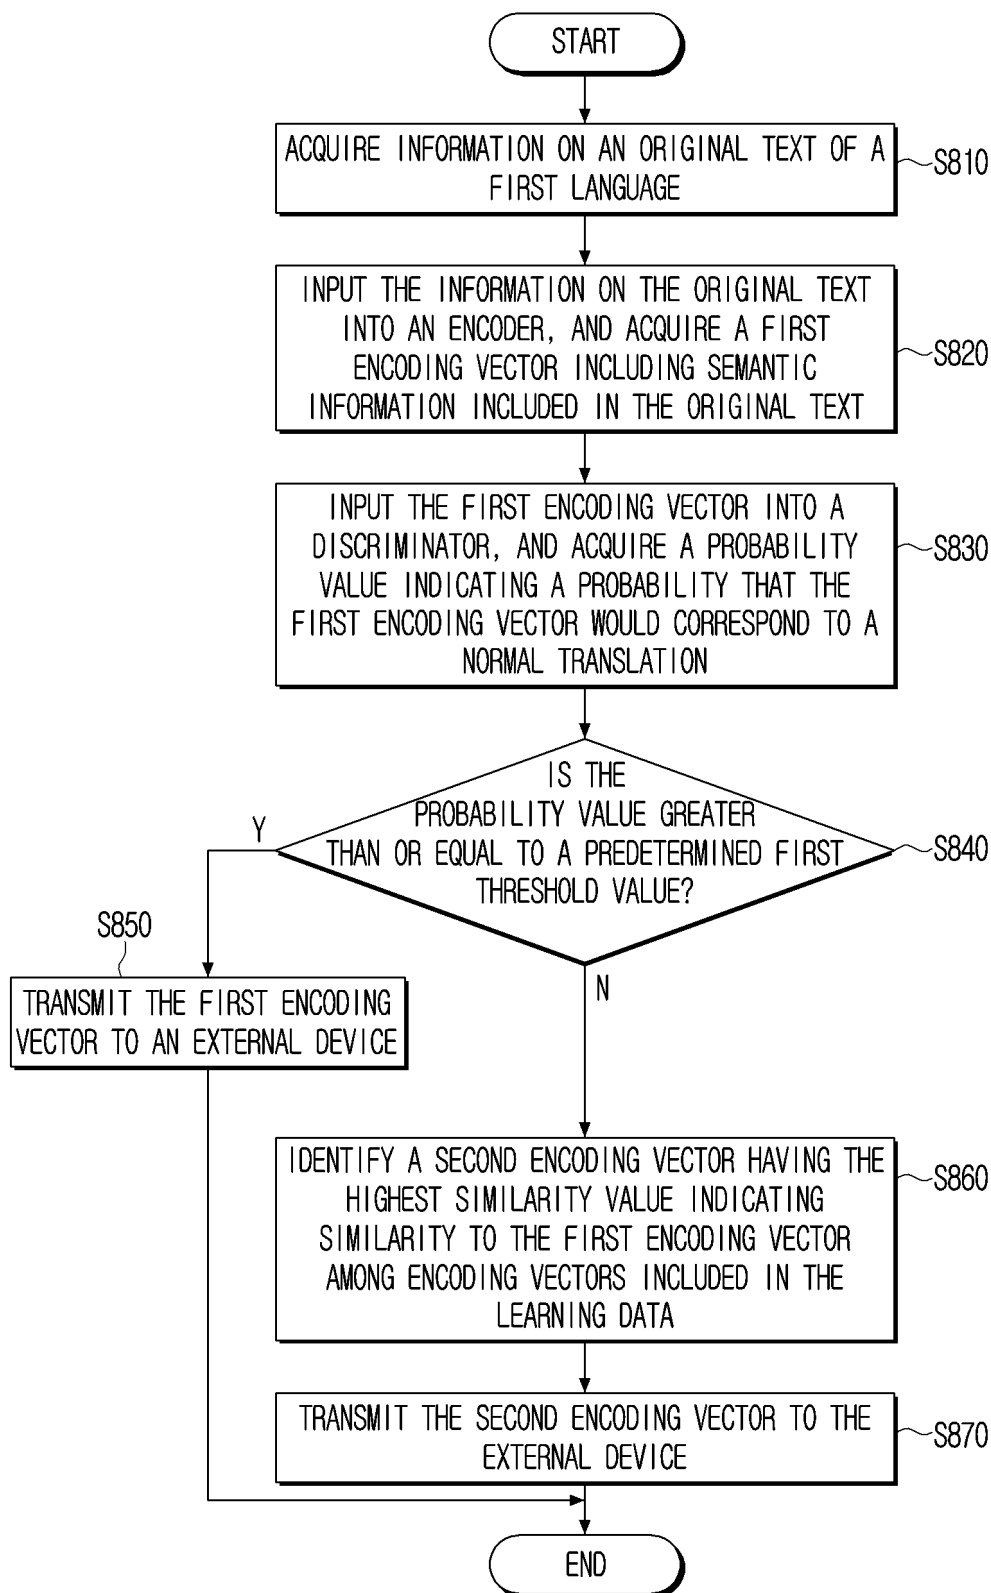 START
ACQUIRE INFORMATION ON AN ORIGINAL TEXT OF A
FIRST LANGUAGE
S810
INPUT THE INFORMATION ON THE ORIGINAL TEXT
INTO AN ENCODER, AND ACQUIRE A FIRST
ENCODING VECTOR INCLUDING SEMANTIC
INFORMATION INCLUDED IN THE ORIGINAL TEXT
S820
INPUT THE FIRST ENCODING VECTOR INTO A
DISCRIMINATOR, AND ACQUIRE A PROBABILITY
VALUE INDICATING A PROBABILITY THAT THE
FIRST ENCODING VECTOR WOULD CORRESPOND TO A
NORMAL TRANSLATION
S830
IS THE
PROBABILITY VALUE GREATER
THAN OR EQUAL TO A PREDETERMINED FIRST
THRESHOLD VALUE?
S840
Y
S850
TRANSMIT THE FIRST ENCODING
VECTOR TO AN EXTERNAL DEVICE
N
IDENTIFY A SECOND ENCODING VECTOR HAVING THE
HIGHEST SIMILARITY VALUE INDICATING
SIMILARITY TO THE FIRST ENCODING VECTOR
AMONG ENCODING VECTORS INCLUDED IN THE
LEARNING DATA
S860
TRANSMIT THE SECOND ENCODING VECTOR TO THE
EXTERNAL DEVICE
S870
END